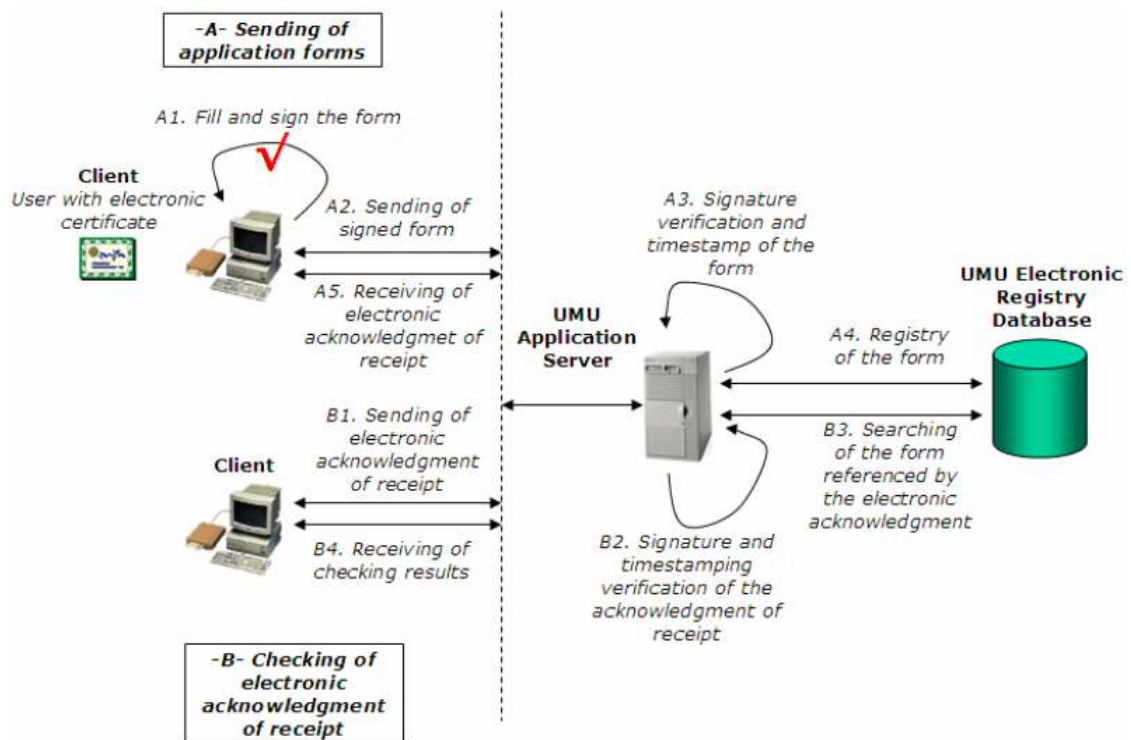 -A- Sending of
application forms
A1. Fill and sign the form
Client
User with electronic
certificate
A2. Sending of
signed form
A5. Receiving of
electronic
acknowledgmet of
receipt
B1. Sending of
electronic
acknowledgment
of receipt
Client
B4. Receiving of
checking results
-B- Checking of
electronic
acknowledgment
of receipt
UMU
Application
Server
A3. Signature
verification and
timestamp of the
form
A4. Registry
of the form
B3. Searching
of the form
referenced by
the electronic
acknowledgment
B2. Signature and
timestamping
verification of the
acknowledgment of
receipt
UMU Electronic
Registry
Database